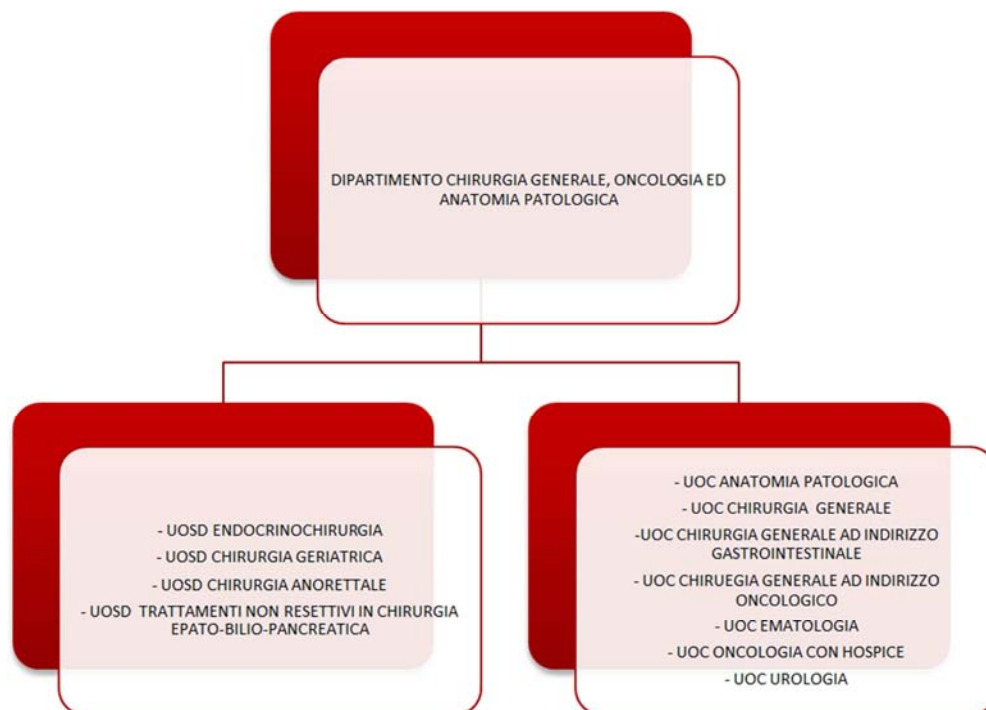 DIPARTIMENTO CHIRURGIA GENERALE, ONCOLOGIA ED
ANATOMIA PATOLOGICA
- UOSD ENDOCRINOCHIRURGIA
- UOSD CHIRURGIA GERIATRICA
- UOSD CHIRURGIA ANORETTALE
- UOSD TRATTAMENTI NON RESETTIVI IN CHIRURGIA
EPATO-BILIO-PANCREATICA
- UOC ANATOMIA PATOLOGICA
- UOC CHIRURGIA GENERALE
-UOC CHIRURGIA GENERALE AD INDIRIZZO
GASTROINTESTINALE
- UOC CHIRUEGIA GENERALE AD INDIRIZZO
ONCOLOGICO
- UOC EMATOLOGIA
- UOC ONCOLOGIA CON HOSPICE
- UOC UROLOGIA